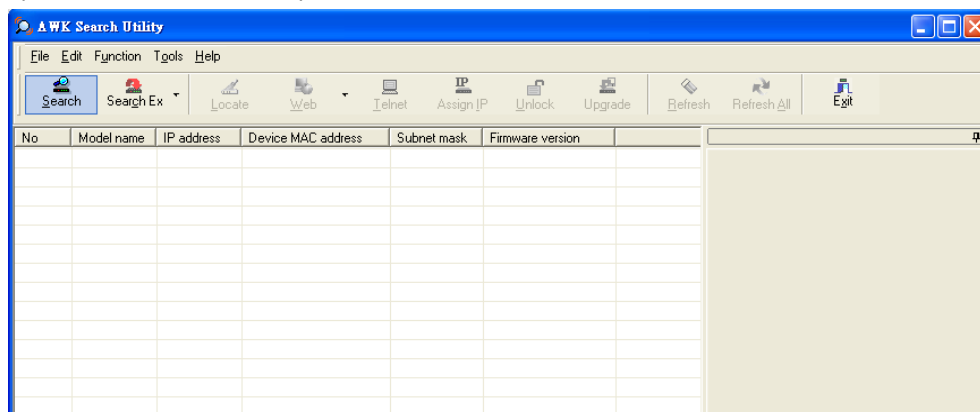 AWK Search Utility
File Edit Function Tools Help
Search Search Ex Locate Web Telnet Assign IP Unlock Upgrade Refresh Refresh All Exit
No Model name IP address Device MAC address Subnet mask Firmware version